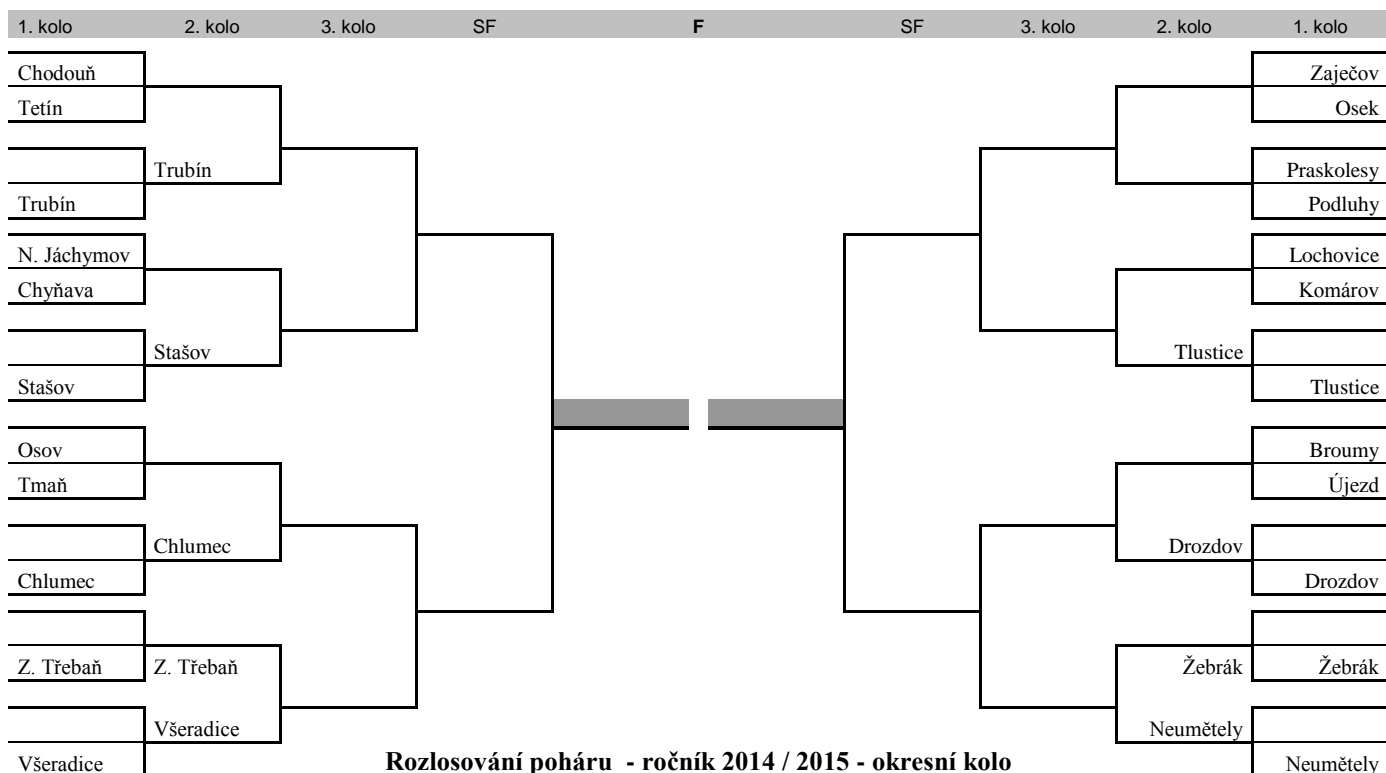 1. kolo 2. kolo 3. kolo SF F SF 3. kolo 2. kolo 1. kolo
Chodouň Zaječov
Tetín Osek
Trubín Praskolesy
Trubín Podluhy
N. Jáchymov Lochovice
Chyňava Komárov
Stašov Tlustice
Stašov Tlustice
Osov Broumy
Tmaň Újezd
Chlumec Drozdov
Chlumec Drozdov
Z. Třebaň Z. Třebaň Žebrák Žebrák
Všeradice Neumětely
Všeradice Rozlosování poháru - ročník 2014 / 2015 - okresní kolo Neumětely